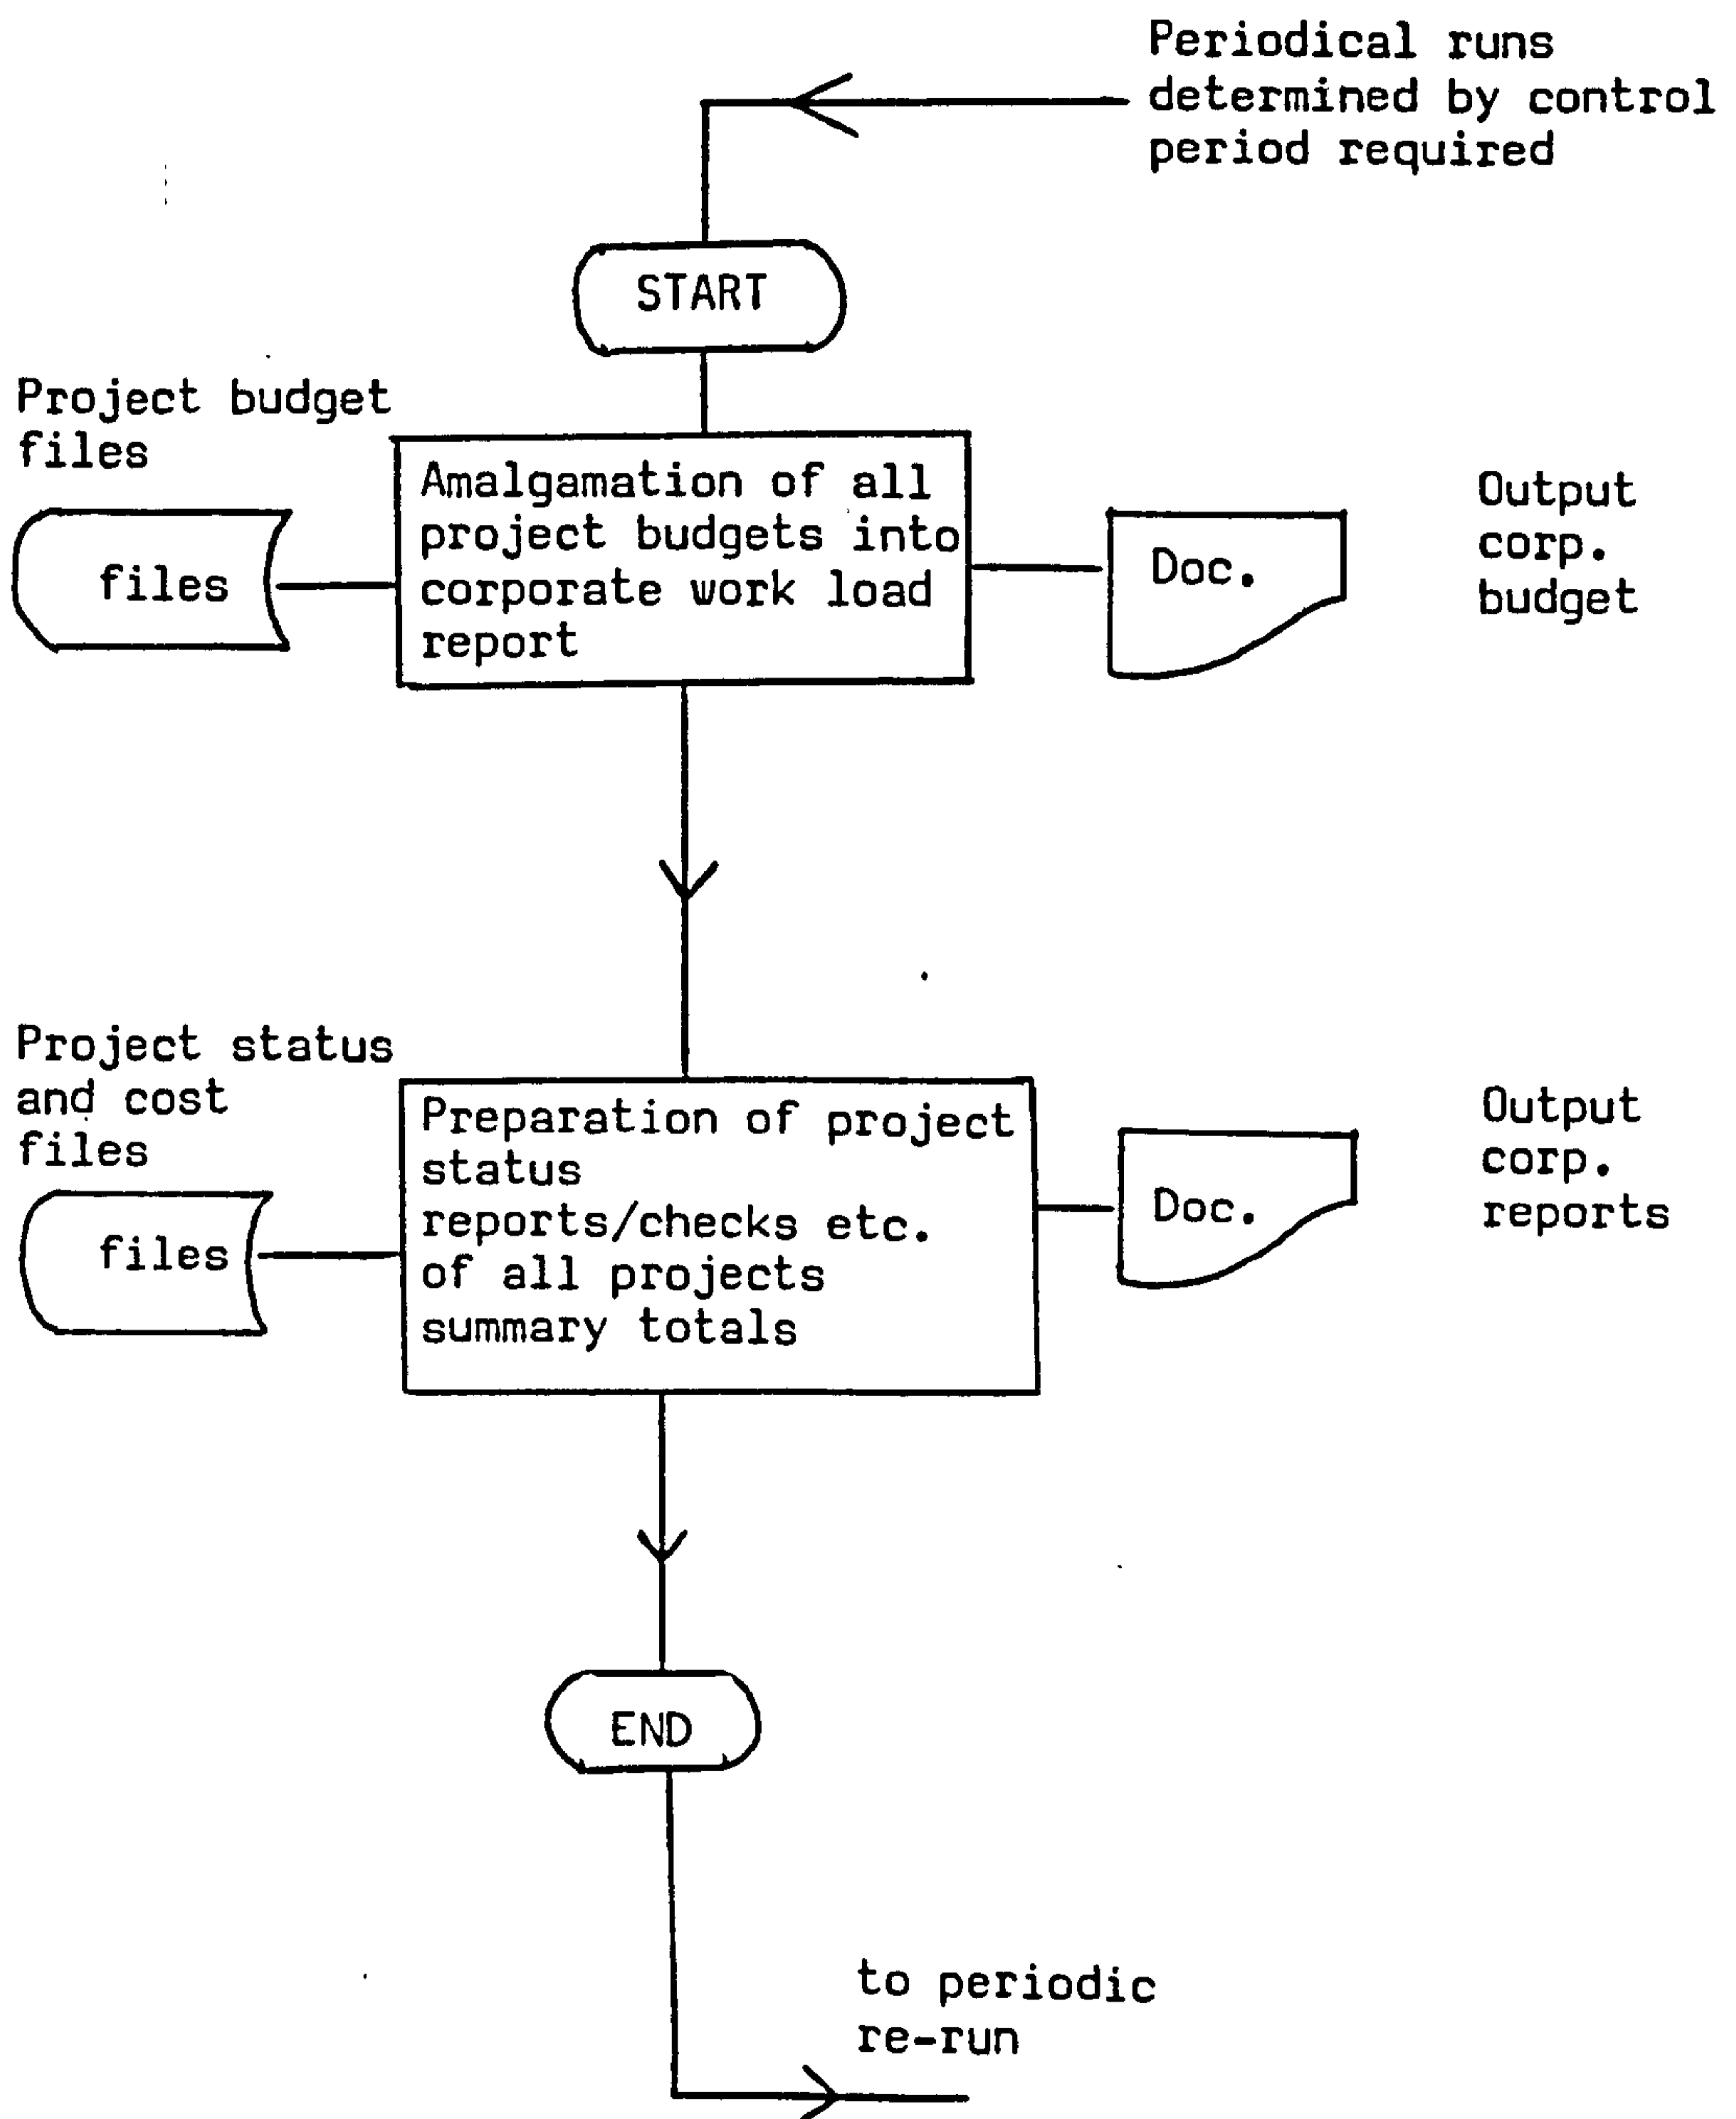 Periodical runs
determined by control
period required
START
Project budget
files
files
Amalgamation of all
project budgets into
corporate work load
report
Doc.
Output
corp.
budget
Project status
and cost
files
files
Preparation of project
status
reports/checks etc.
of all projects
summary totals
Doc.
Output
corp.
reports
END
to periodic
re-run